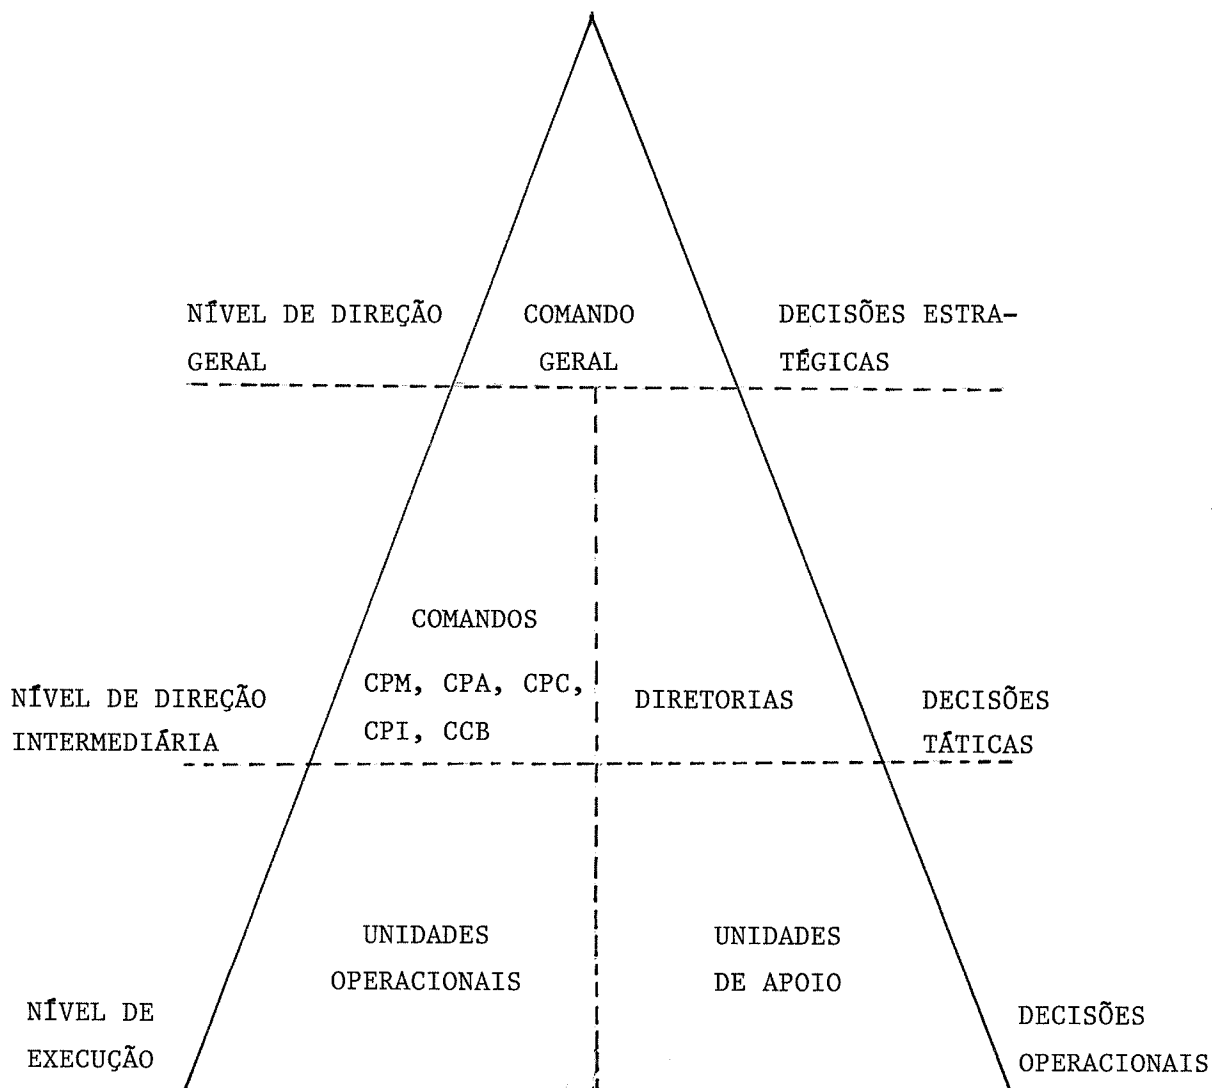 NÍVEL DE DIREÇÃO
GERAL
COMANDO
GERAL
DECISÕES ESTRA-
TÉGICAS
NÍVEL DE DIREÇÃO
INTERMEDIÁRIA
COMANDOS
CPM, CPA, CPC,
CPI, CCB
DIRETORIAS
DECISÕES
TÁTICAS
NÍVEL DE
EXECUÇÃO
UNIDADES
OPERACIONAIS
UNIDADES
DE APOIO
DECISÕES
OPERACIONAIS